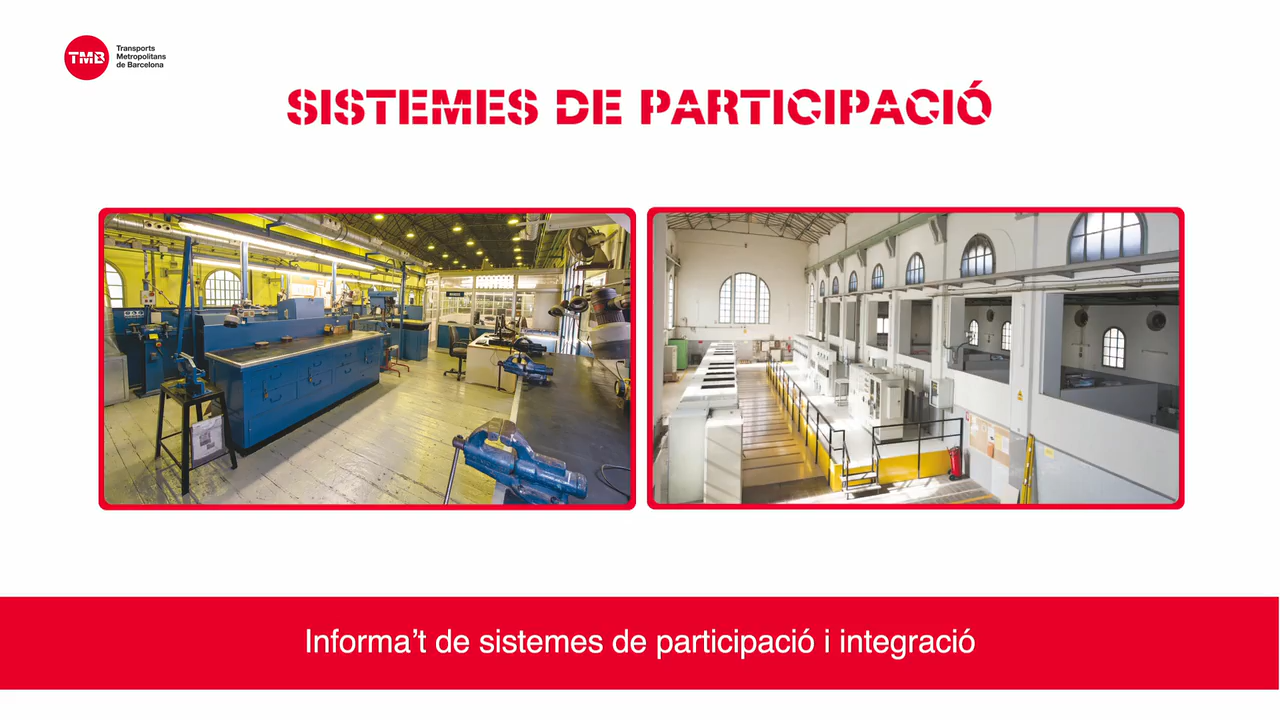 TMB
Transports
Metropolitans
de Barcelona
SISTEMES DE PARTICIPACIÓ
Informa’t de sistemes de participació i integració